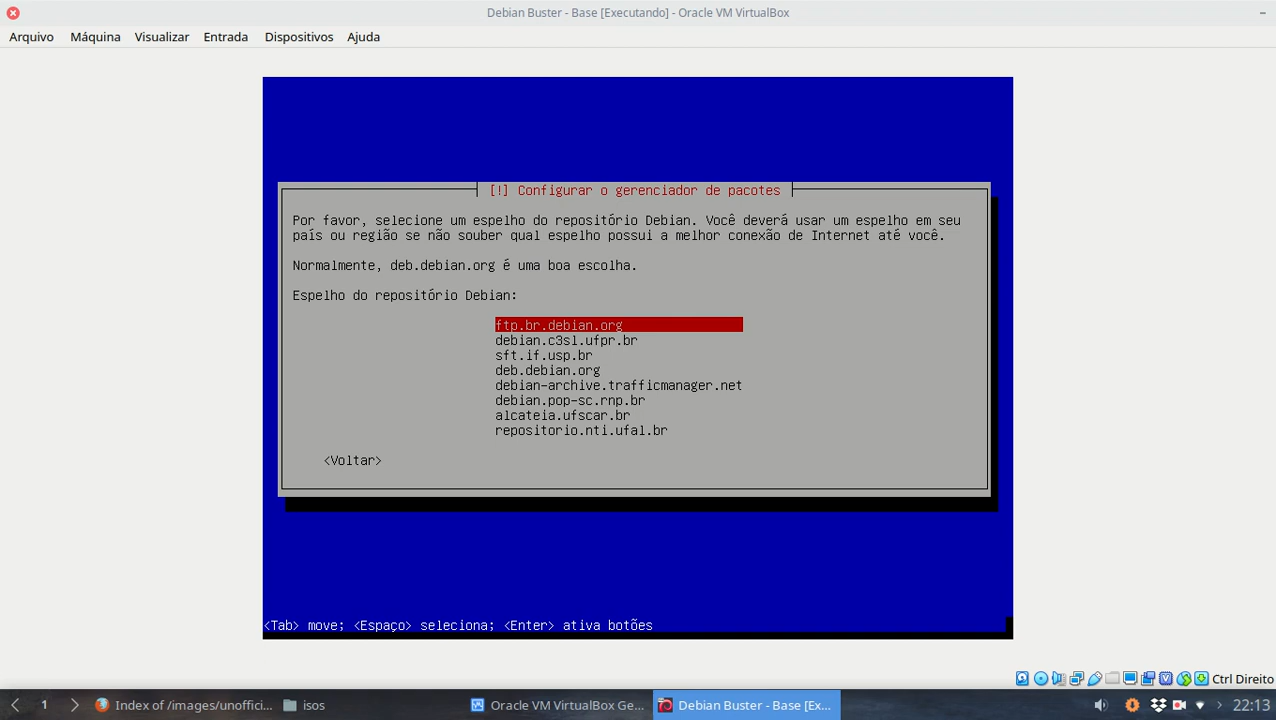 Debian Buster - Base [Executando] - Oracle VM VirtualBox
Arquivo Máquina Visualizar Entrada Dispositivos Ajuda
[!] Configurar o gerenciador de pacotes
Por favor, selecione um espelho do repositório Debian. Você deverá usar um espelho em seu
país ou região se não souber qual espelho possui a melhor conexão de Internet até você.
Normalmente, deb.debian.org é uma boa escolha.
Espelho do repositório Debian:
ftp.br.debian.org
debian.c3sl.ufpr.br
sft.if.usp.br
deb.debian.org
debian-archive.trafficmanager.net
debian.pop-sc.rnp.br
alcateia.ufscar.br
repositorio.nti.ufal.br
<Voltar>
<Tab> move; <Espaço> seleciona; <Enter> ativa botões
Ctrl Direito
1 Index of /images/unoffici... isos Oracle VM VirtualBox Ge... Debian Buster - Base [Ex... 22:13